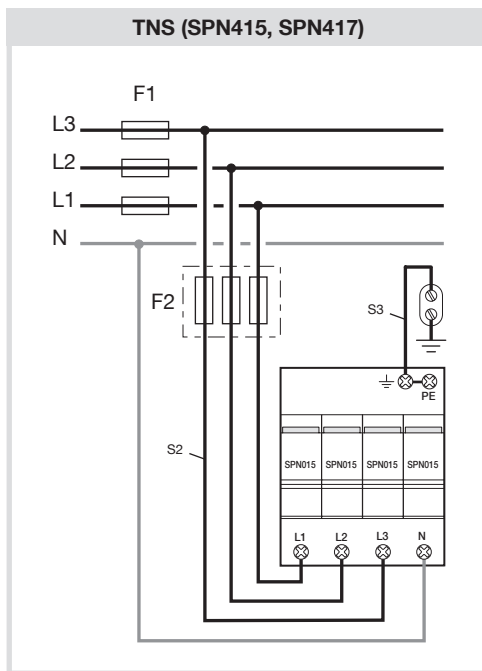 TNS (SPN415, SPN417)
F1
L3
L2
L1
N
F2
S3
PE
S2
SPN015 SPN015 SPN015 SPN015
L1 L2 L3 N